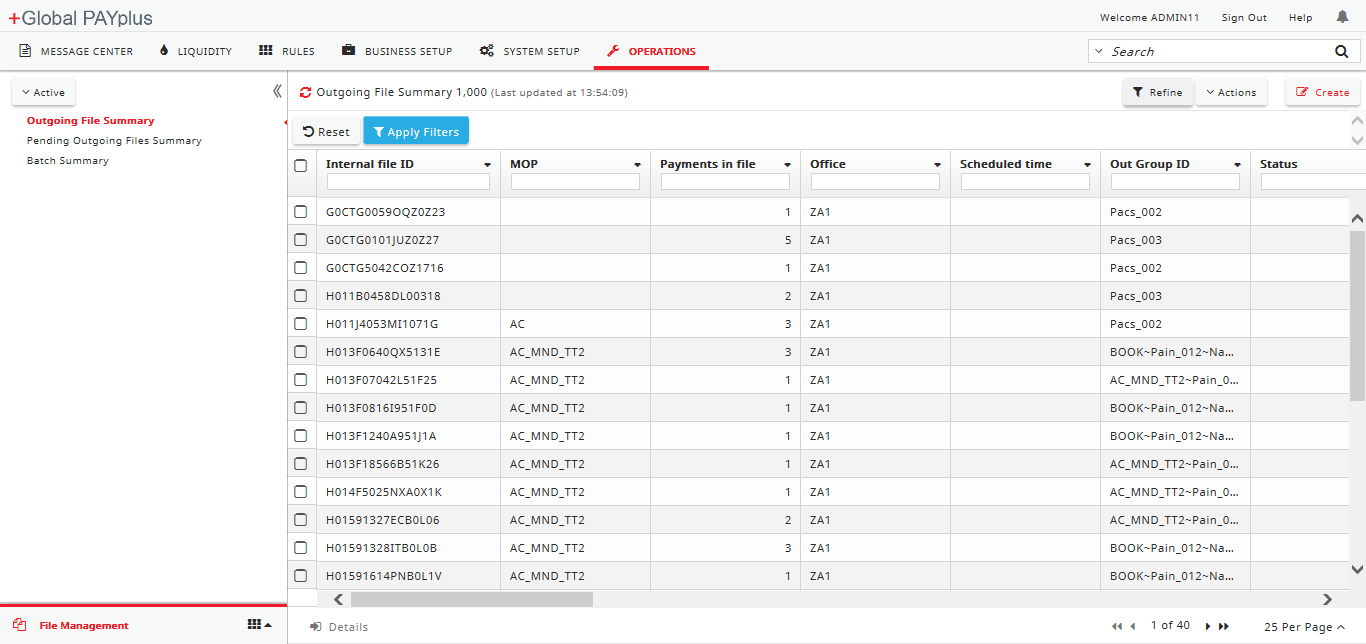 +Global PAYplus
Welcome ADMIN11 Sign Out Help
MESSAGE CENTER LIQUIDITY RULES BUSINESS SETUP SYSTEM SETUP OPERATIONS Search
Active
Outgoing File Summary
Pending Outgoing Files Summary
Batch Summary
Outgoing File Summary 1,000 (Last updated at 13:54:09) Refine Actions Create
Reset Apply Filters
Internal file ID MOP Payments in file Office Scheduled time Out Group ID Status
G0CTG0059OQZ0Z23 1 ZA1 Pacs_002
G0CTG0101JUZ0Z27 5 ZA1 Pacs_003
G0CTG5042COZ1716 1 ZA1 Pacs_002
H011B0458DL00318 2 ZA1 Pacs_003
H011J4053MI1071G AC 3 ZA1 Pacs_002
H013F0640QX5131E AC_MND_TT2 3 ZA1 BOOK~Pain_012~Na...
H013F07042L51F25 AC_MND_TT2 1 ZA1 AC_MND_TT2~Pain_0...
H013F0816I951F0D AC_MND_TT2 1 ZA1 BOOK~Pain_012~Na...
H013F1240A951J1A AC_MND_TT2 1 ZA1 BOOK~Pain_012~Na...
H013F18566B51K26 AC_MND_TT2 1 ZA1 AC_MND_TT2~Pain_0...
H014F5025NXA0X1K AC_MND_TT2 1 ZA1 AC_MND_TT2~Pain_0...
H01591327ECB0L06 AC_MND_TT2 2 ZA1 AC_MND_TT2~Pain_0...
H01591328ITB0L0B AC_MND_TT2 3 ZA1 BOOK~Pain_012~Na...
H01591614PNB0L1V AC_MND_TT2 1 ZA1 BOOK~Pain_012~Na...
File Management
Details 1 of 40 25 Per Page